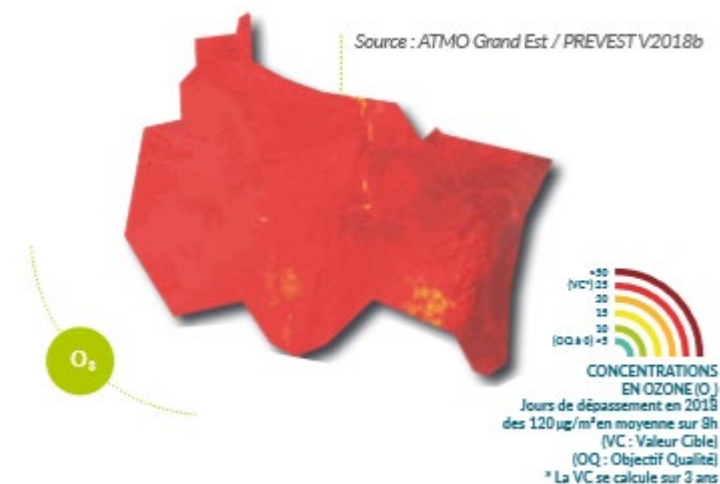 Source : ATMO Grand Est / PREVEST V2018b
O₃
>30
(VC*) 25
20
15
10
(OQ à 0) <5
CONCENTRATIONS
EN OZONE (O₃)
Jours de dépassement en 2018
des 120 µg/m³ en moyenne sur 8h
(VC : Valeur Cible)
(OQ : Objectif Qualité)
* La VC se calcule sur 3 ans